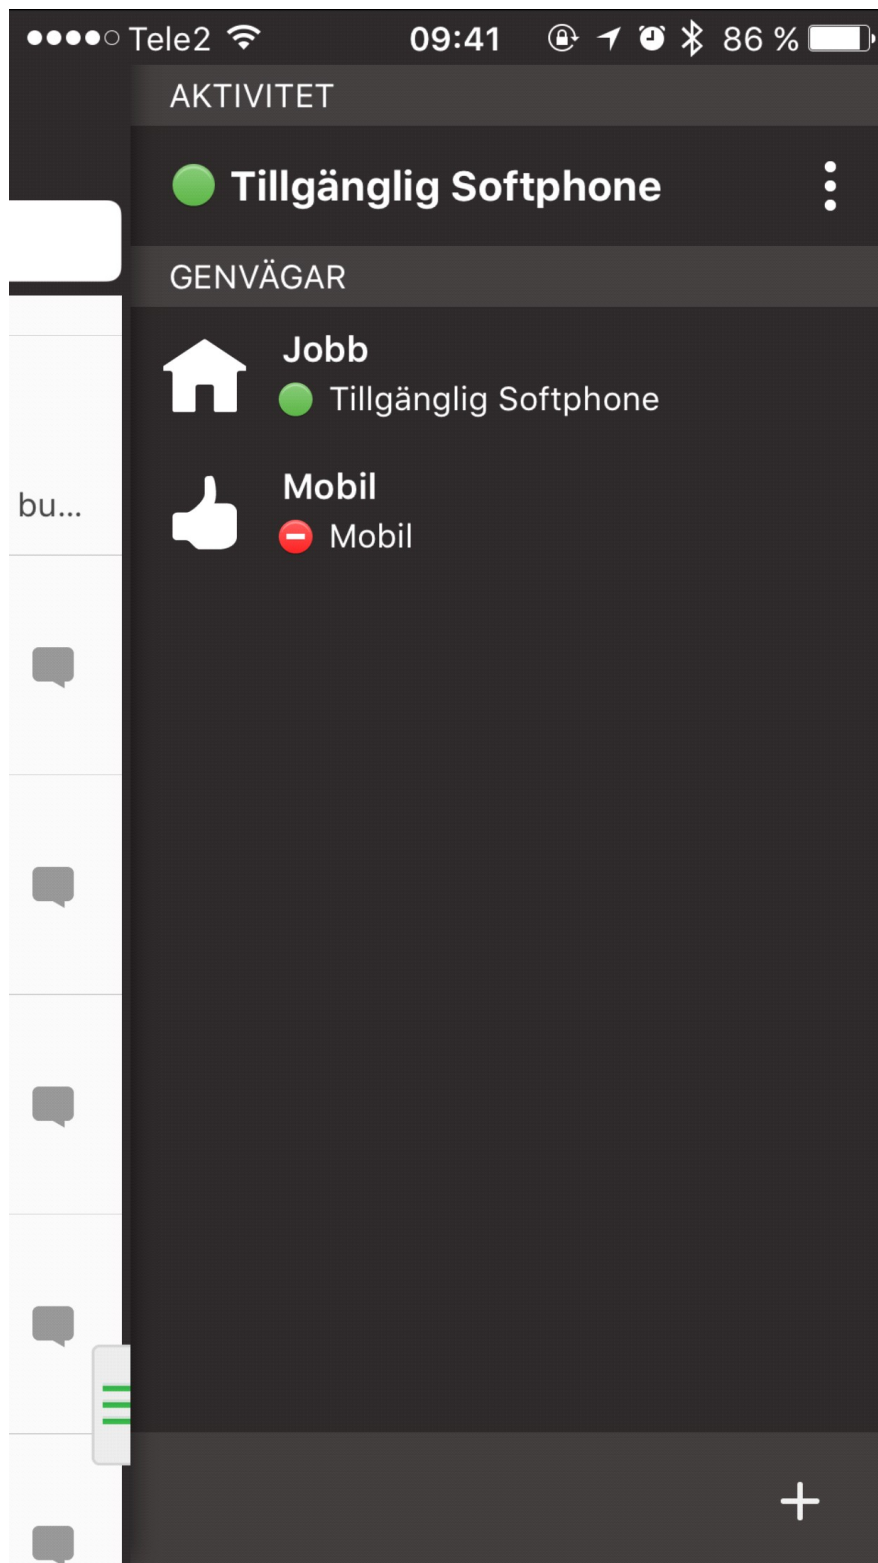 Tele2 09:41 86 %
AKTIVITET
Tillgänglig Softphone
GENVÄGAR
Jobb
Tillgänglig Softphone
bu...
Mobil
Mobil